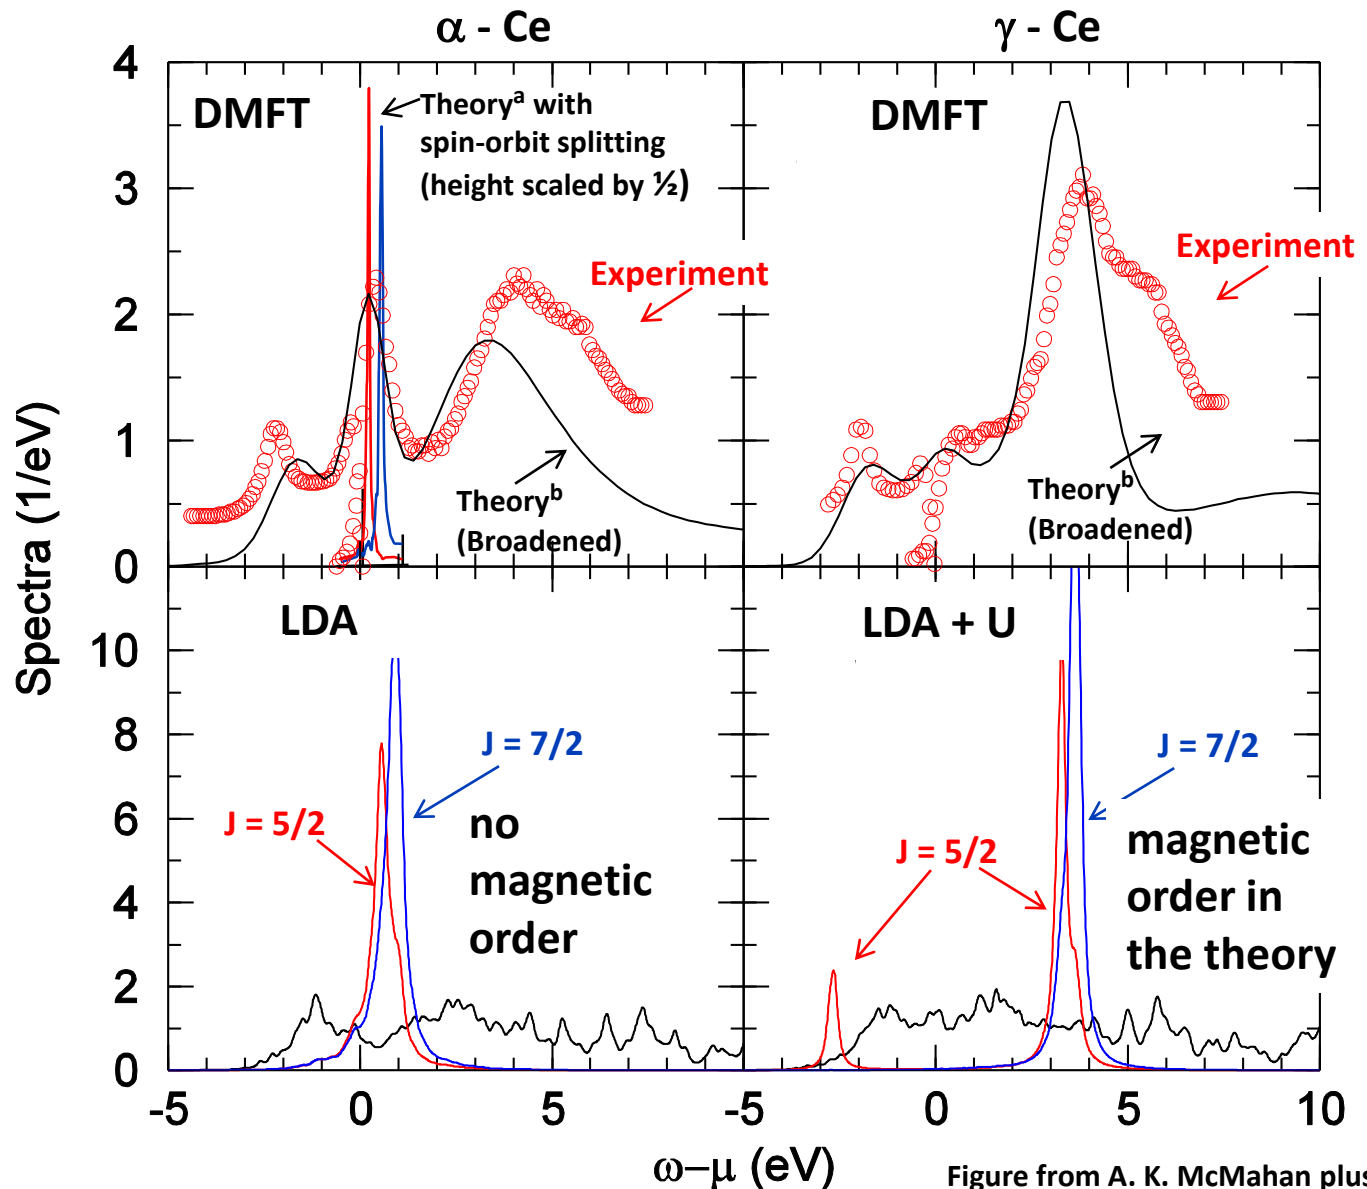 α - Ce
γ - Ce
DMFT
Theoryᵃ with
spin-orbit splitting
(height scaled by ½)
Experiment
Theoryᵇ
(Broadened)
DMFT
Experiment
Theoryᵇ
(Broadened)
4
3
2
1
0
Spectra (1/eV)
LDA
J = 7/2
J = 5/2
no
magnetic
order
LDA + U
J = 7/2
J = 5/2
magnetic
order in
the theory
10
8
6
4
2
0
-5 0 5 -5 0 5 10
ω−μ (eV)
Figure from A. K. McMahan plus